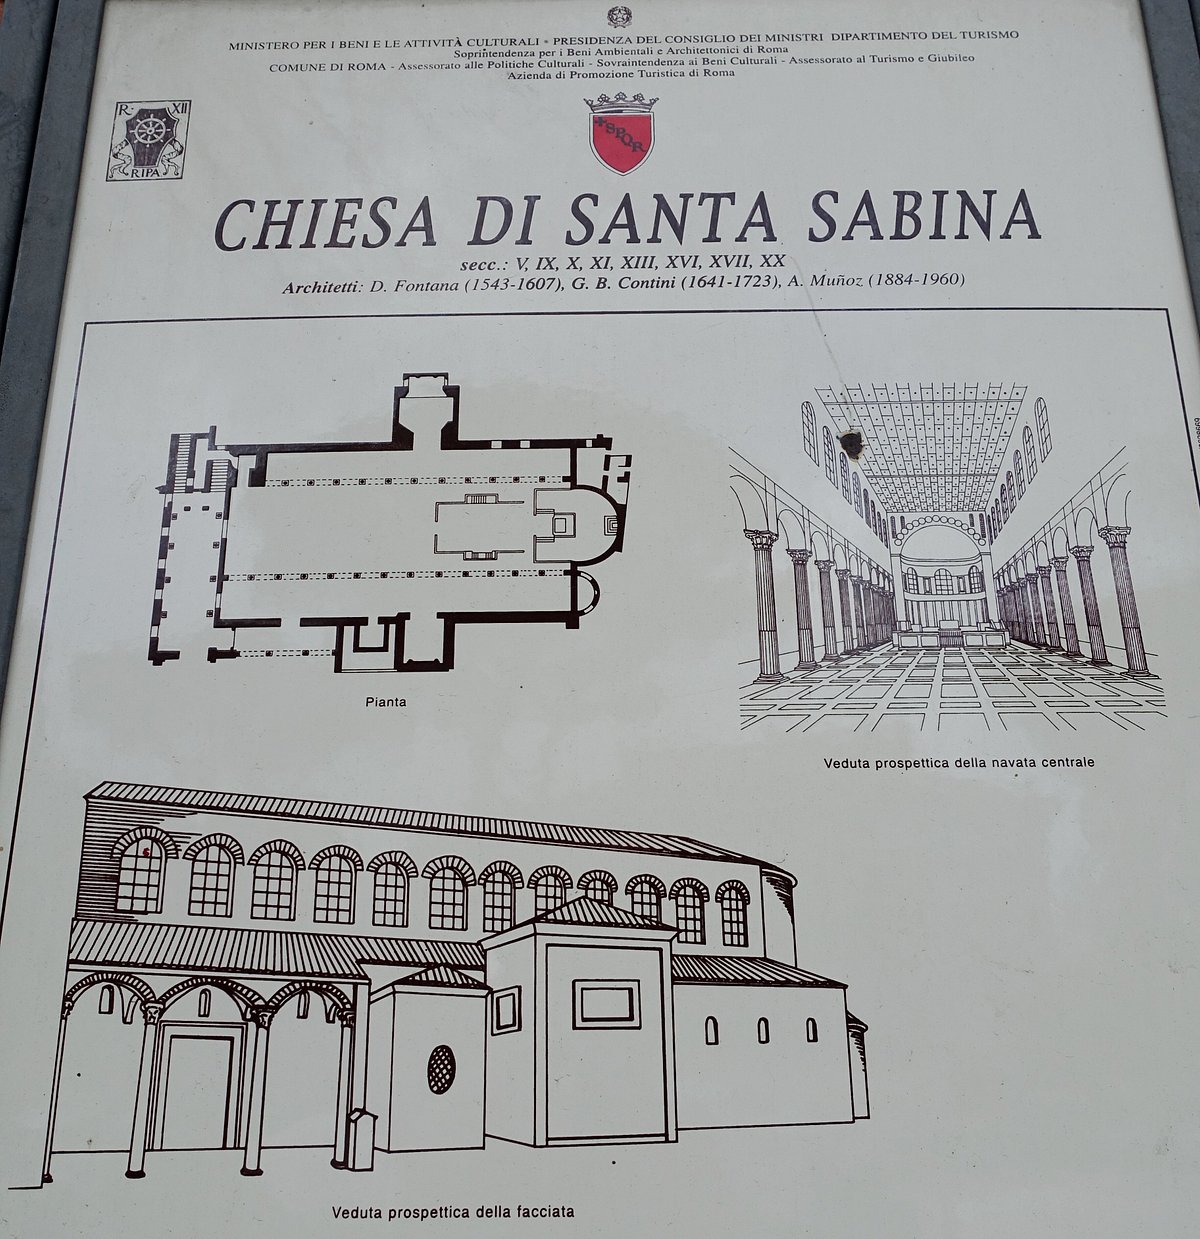 MINISTERO PER I BENI E LE ATTIVITÀ CULTURALI - PRESIDENZA DEL CONSIGLIO DEI MINISTRI DIPARTIMENTO DEL TURISMO
Soprintendenza per i Beni Ambientali e Architettonici di Roma
COMUNE DI ROMA - Assessorato alle Politiche Culturali - Sovraintendenza ai Beni Culturali - Assessorato al Turismo e Giubileo
Azienda di Promozione Turistica di Roma
R. XII
RIPA
SPQR
CHIESA DI SANTA SABINA
secc.: V, IX, X, XI, XIII, XVI, XVII, XX
Architetti: D. Fontana (1543-1607), G. B. Contini (1641-1723), A. Muñoz (1884-1960)
Pianta
Veduta prospettica della navata centrale
Veduta prospettica della facciata